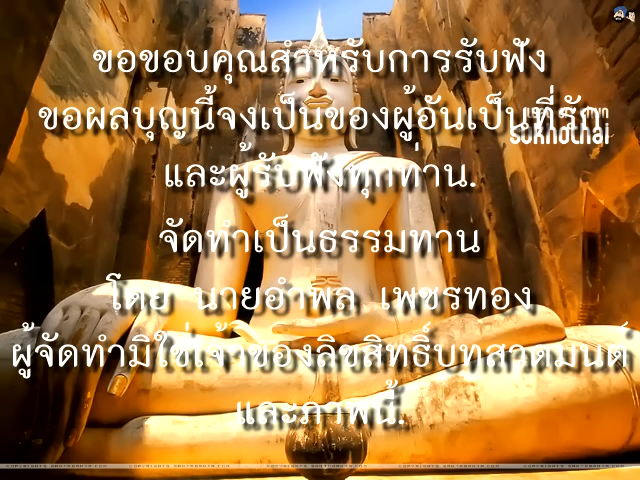 ขอขอบคุณสำหรับการรับฟัง
ขอผลบุญนี้จงเป็นของผู้อันเป็นที่รัก
sukhothai
และผู้รับฟังทุกท่าน.
จัดทำเป็นธรรมทาน
โดย นายอำพล เพชรทอง
ผู้จัดทำมิใช่เจ้าของลิขสิทธิ์บทสวดมนต์
และภาพนี้.